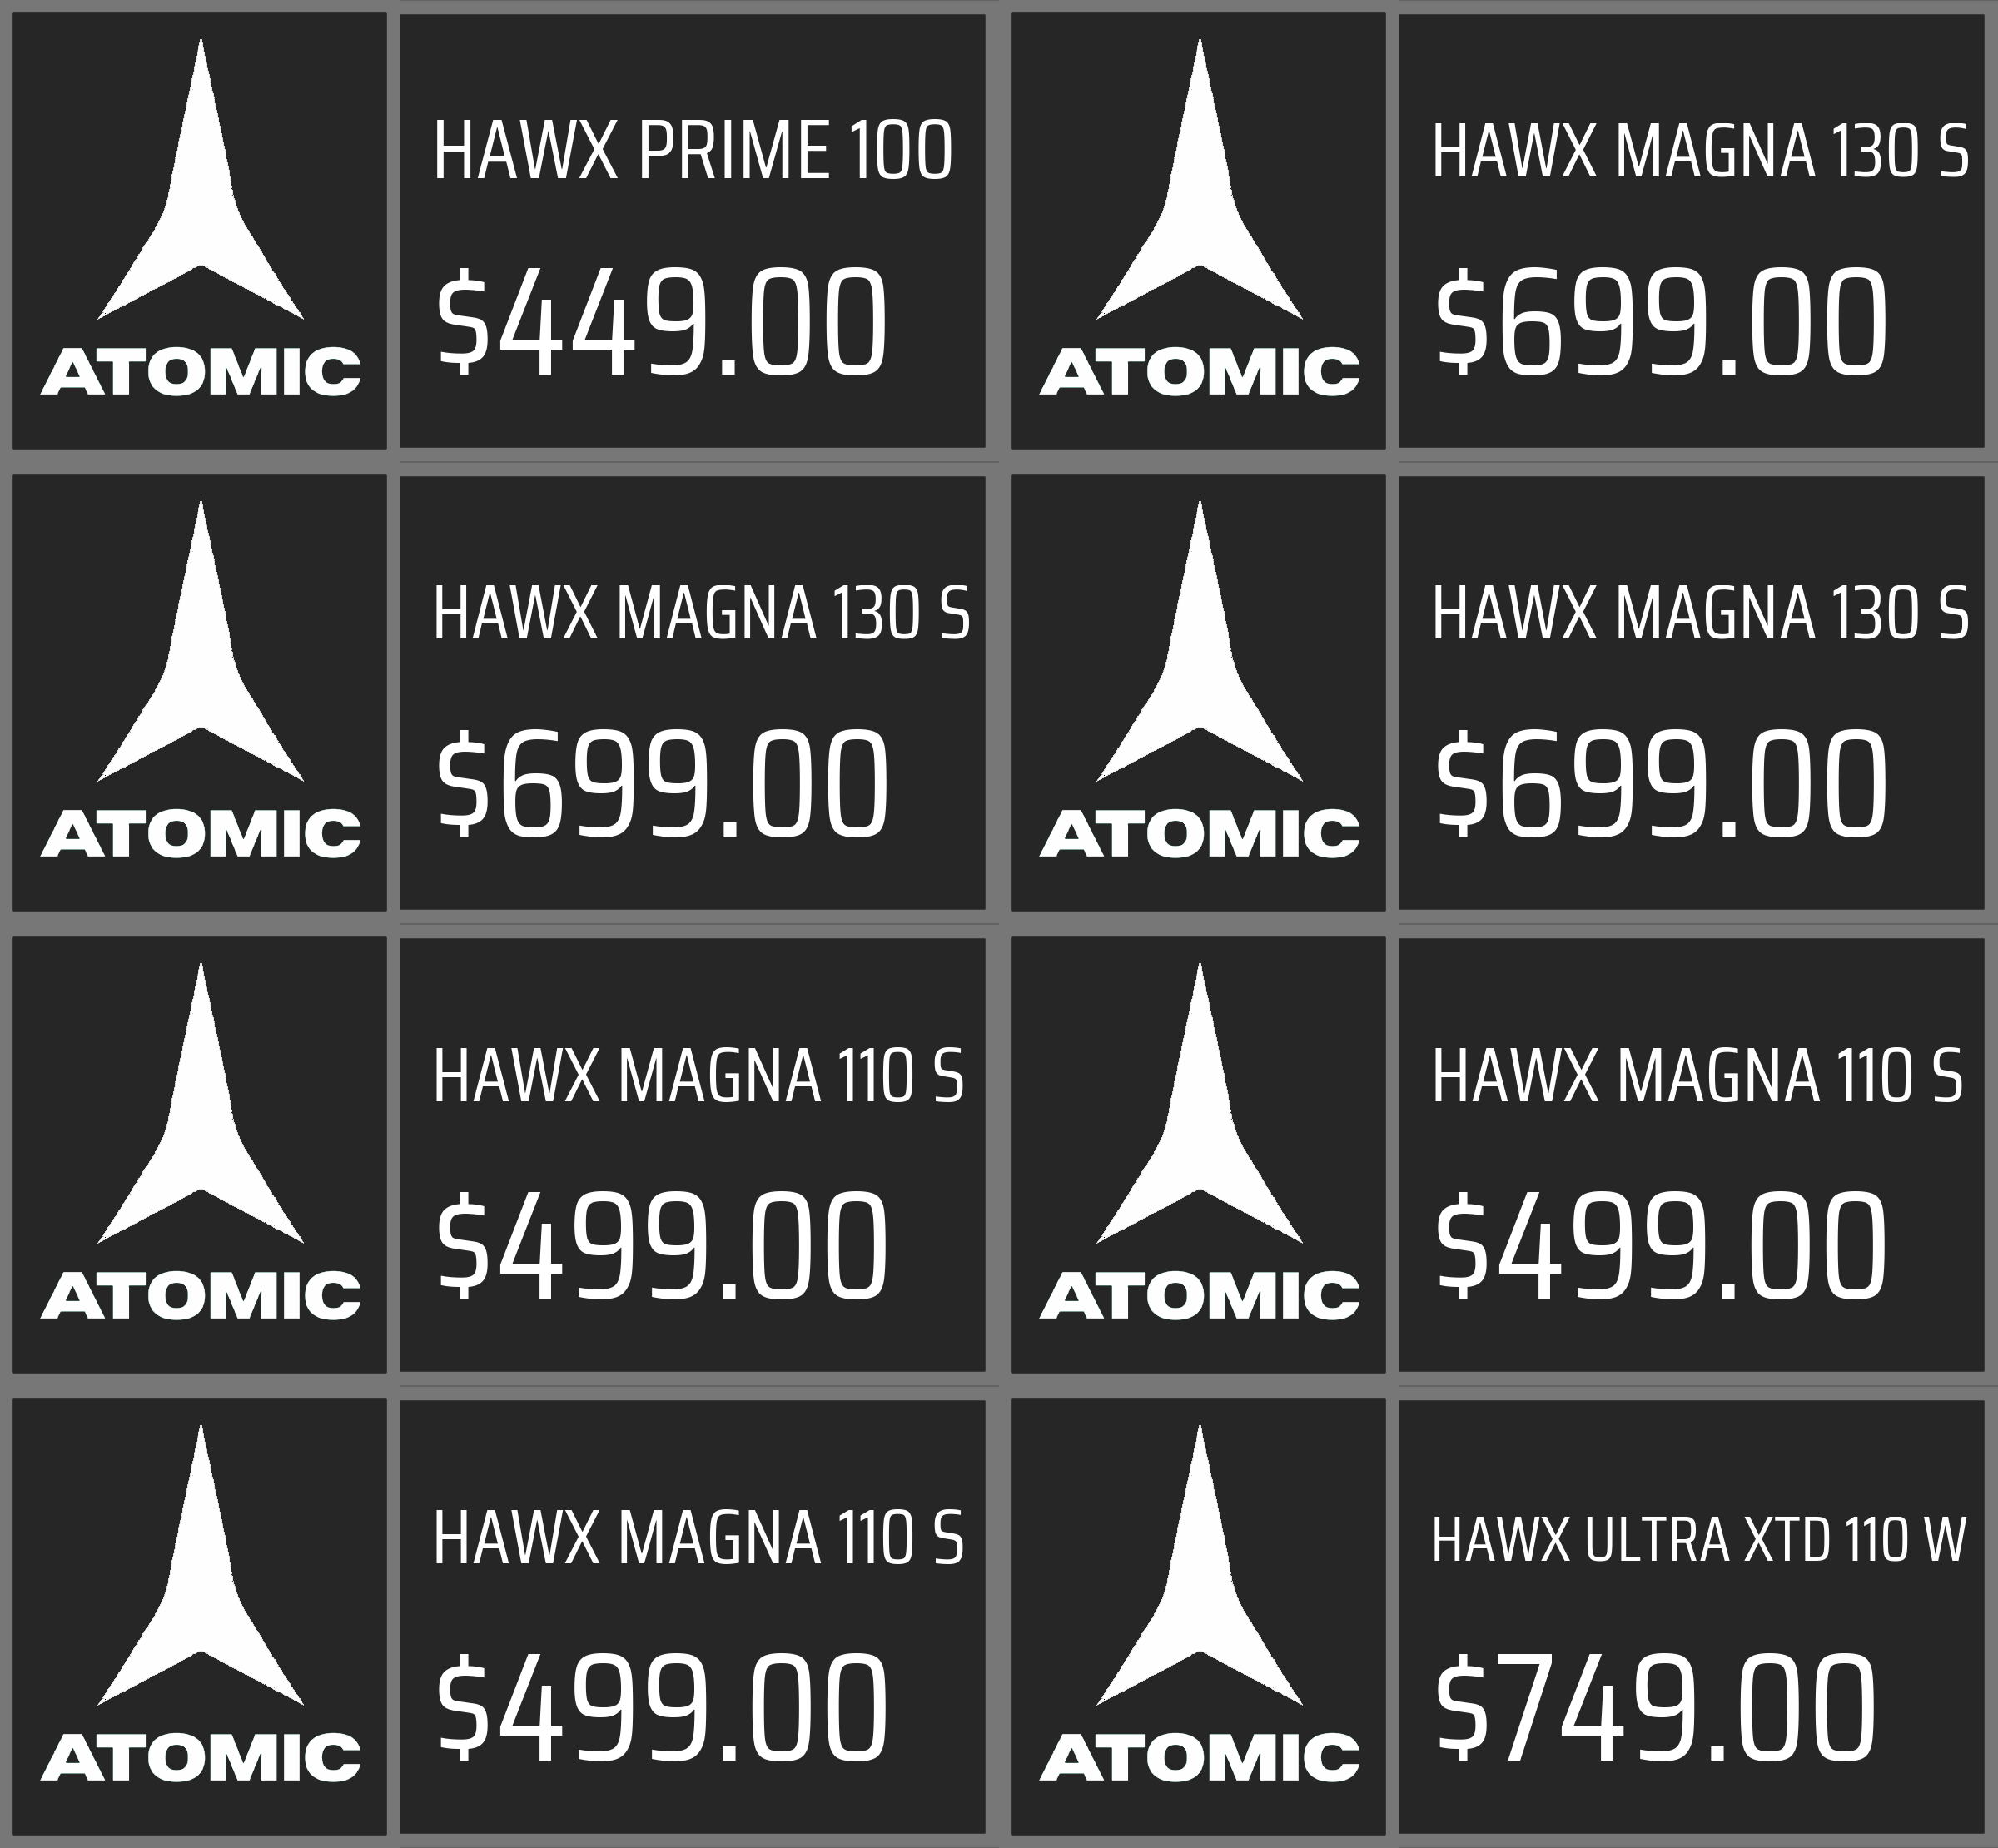 HAWX PRIME 100
$449.00
ATOMIC
HAWX MAGNA 130 S
$699.00
ATOMIC
HAWX MAGNA 130 S
$699.00
ATOMIC
HAWX MAGNA 130 S
$699.00
ATOMIC
HAWX MAGNA 110 S
$499.00
ATOMIC
HAWX MAGNA 110 S
$499.00
ATOMIC
HAWX MAGNA 110 S
$499.00
ATOMIC
HAWX ULTRA XTD 110 W
$749.00
ATOMIC